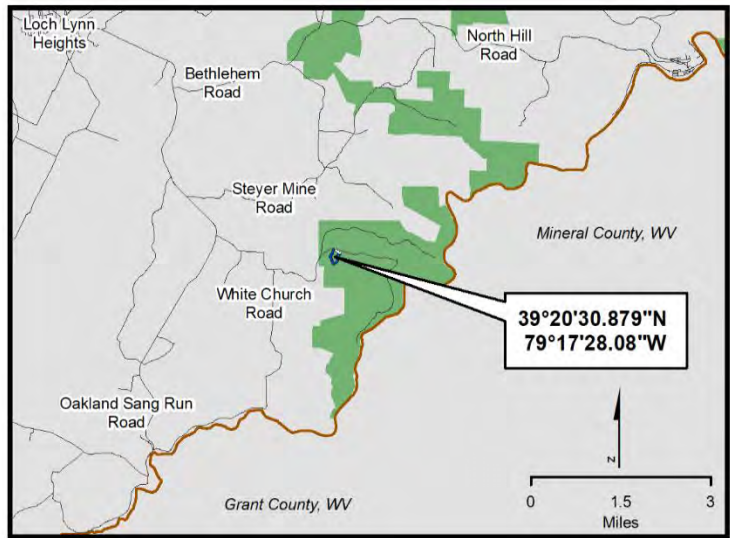 Loch Lynn
Heights
North Hill
Road
Bethlehem
Road
Steyer Mine
Road
Mineral County, WV
White Church
Road
39°20'30.879"N
79°17'28.08"W
Oakland Sang Run
Road
Grant County, WV
z
0 1.5 3
Miles